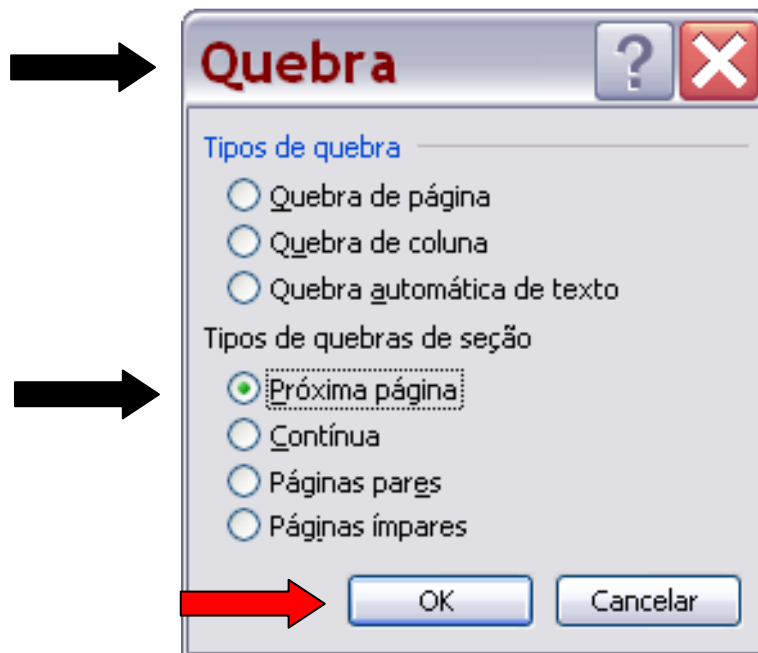 Quebra ?
Tipos de quebra
Quebra de página
Quebra de coluna
Quebra automática de texto
Tipos de quebras de seção
Próxima página
Contínua
Páginas pares
Páginas ímpares
OK Cancelar